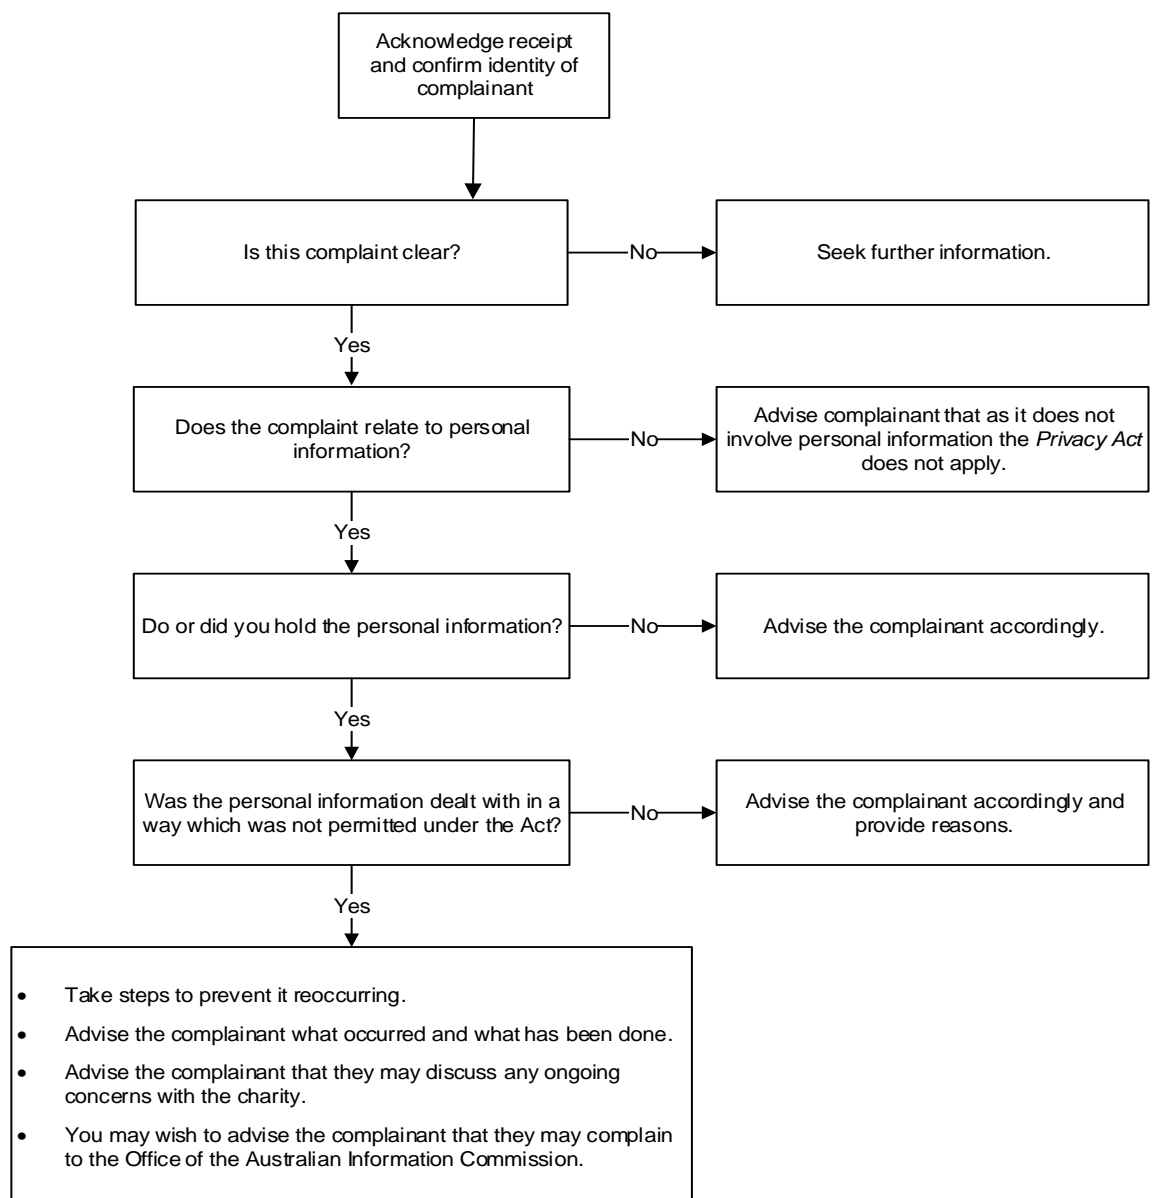 Acknowledge receipt
and confirm identity of
complainant
Is this complaint clear?
No
Seek further information.
Yes
Does the complaint relate to personal
information?
No
Advise complainant that as it does not
involve personal information the Privacy Act
does not apply.
Yes
Do or did you hold the personal information?
No
Advise the complainant accordingly.
Yes
Was the personal information dealt with in a
way which was not permitted under the Act?
No
Advise the complainant accordingly and
provide reasons.
Yes
• Take steps to prevent it reoccurring.
• Advise the complainant what occurred and what has been done.
• Advise the complainant that they may discuss any ongoing
concerns with the charity.
• You may wish to advise the complainant that they may complain
to the Office of the Australian Information Commission.